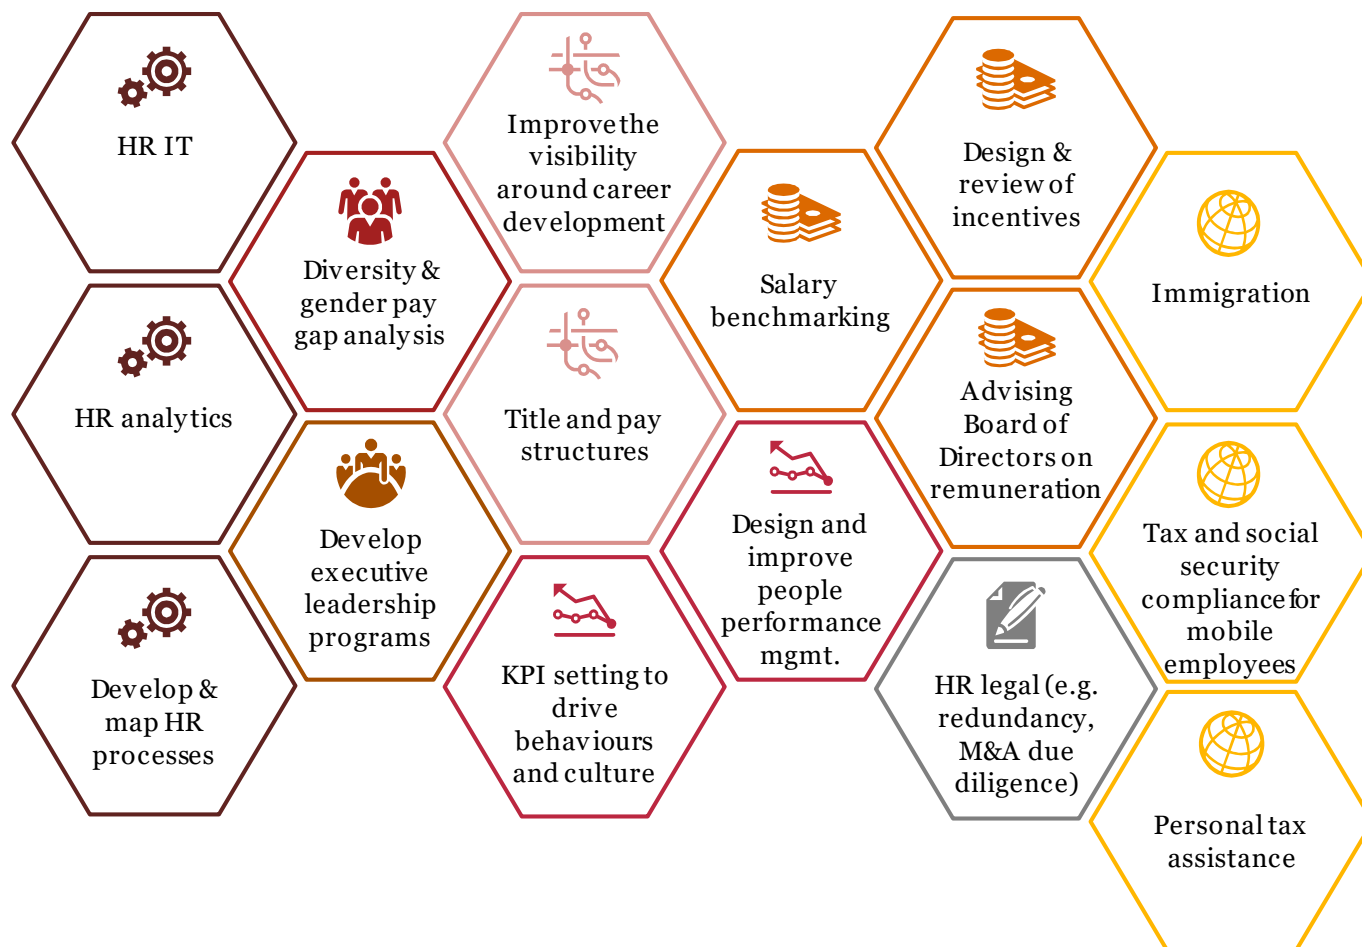 HR IT
Improve the
visibility
around career
development
Design &
review of
incentives
Diversity &
gender pay
gap analysis
Salary
benchmarking
Immigration
HR analytics
Title and pay
structures
Advising
Board of
Directors on
remuneration
Develop
executive
leadership
programs
Design and
improve
people
performance
mgmt.
Tax and social
security
compliance for
mobile
employees
Develop &
map HR
processes
KPI setting to
drive
behaviours
and culture
HR legal (e.g.
redundancy,
M&A due
diligence)
Personal tax
assistance